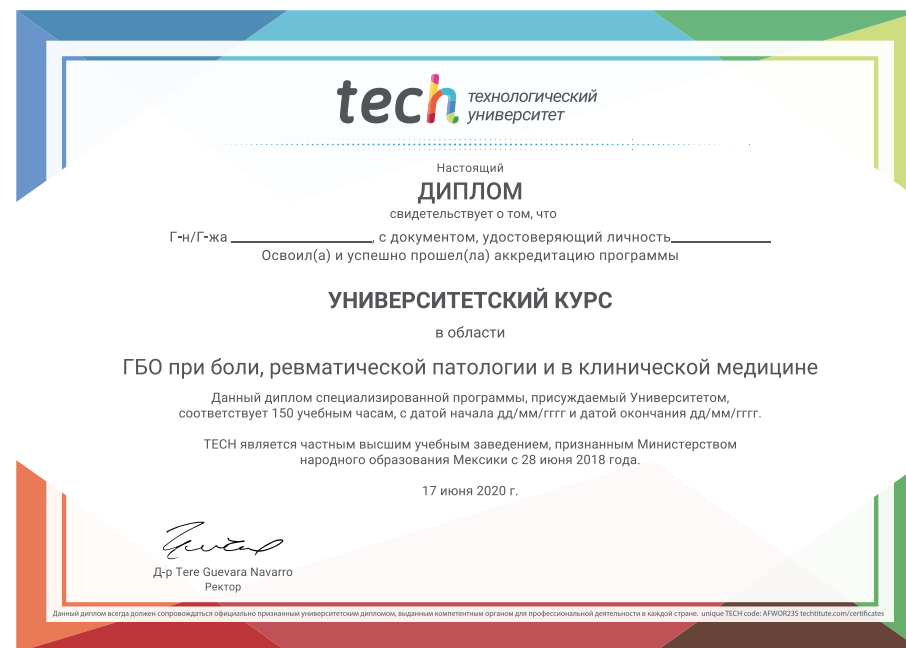 tech технологический
университет
Настоящий
ДИПЛОМ
свидетельствует о том, что
Г-н/Г-жа ____________________, с документом, удостоверяющий личность______________
Освоил(а) и успешно прошел(ла) аккредитацию программы
УНИВЕРСИТЕТСКИЙ КУРС
в области
ГБО при боли, ревматической патологии и в клинической медицине
Данный диплом специализированной программы, присуждаемый Университетом,
соответствует 150 учебным часам, с датой начала дд/мм/гггг и датой окончания дд/мм/гггг.
TECH является частным высшим учебным заведением, признанным Министерством
народного образования Мексики с 28 июня 2018 года.
17 июня 2020 г.
Д-р Tere Guevara Navarro
Ректор
Данный диплом всегда должен сопровождаться официально признанным университетским дипломом, выданным компетентным органом для профессиональной деятельности в каждой стране. unique TECH code: AFWOR23S techtitute.com/certificates